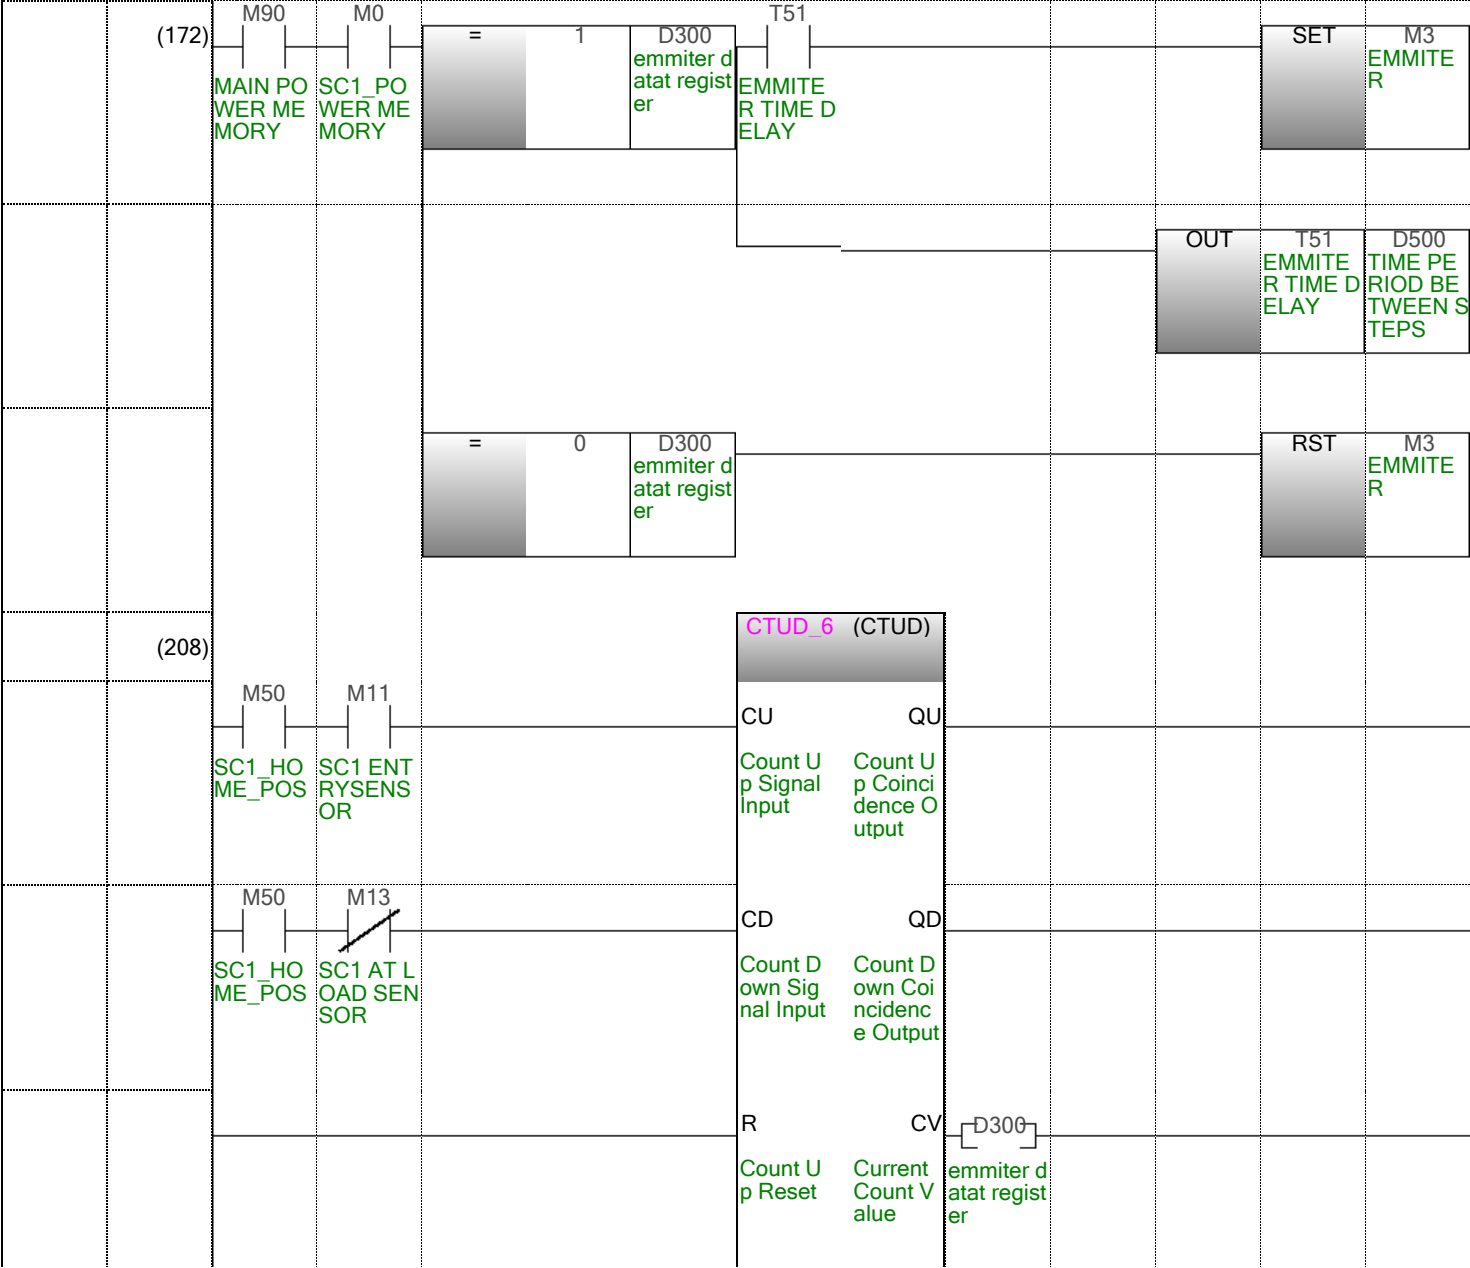 M90 M0 T51
(172) = 1 D300 SET M3
emmiter d
atat regist
er
EMMITE
R
MAIN PO
WER ME
MORY
SC1_PO
WER ME
MORY
EMMITE
R TIME D
ELAY
OUT T51 D500
EMMITE
R TIME D
ELAY
TIME PE
RIOD BE
TWEEN S
TEPS
= 0 D300 RST M3
emmiter d
atat regist
er
EMMITE
R
CTUD_6 (CTUD)
(208)
M50 M11
CU QU
SC1_HO
ME_POS
SC1 ENT
RYSENS
OR
Count U
p Signal
Input
Count U
p Coinci
dence O
utput
M50 M13
CD QD
SC1_HO
ME_POS
SC1 AT L
OAD SEN
SOR
Count D
own Sig
nal Input
Count D
own Coi
ncidenc
e Output
R CV D300
Count U
p Reset
Current
Count V
alue
emmiter d
atat regist
er